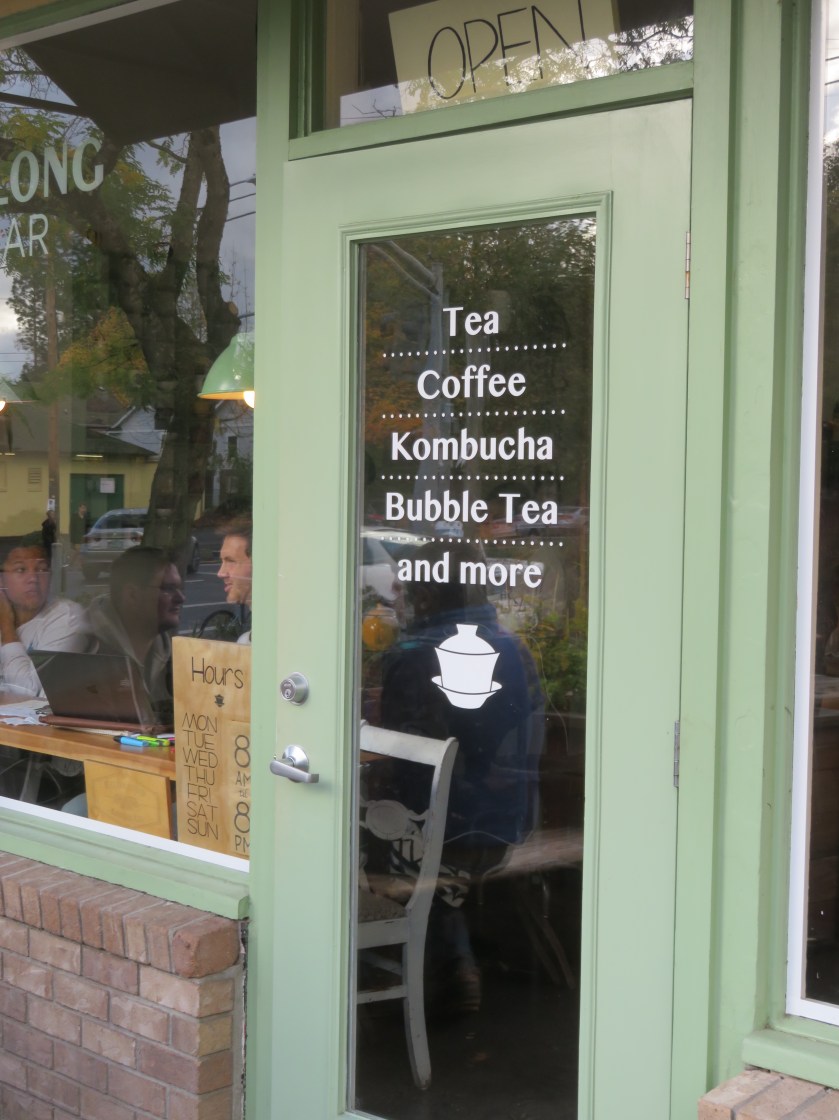 OPEN
LONG
AR
Tea
Coffee
Kombucha
Bubble Tea
and more
Hours
MON
TUE
WED
THU
FRI
SAT
SUN
8
AM
8
PM